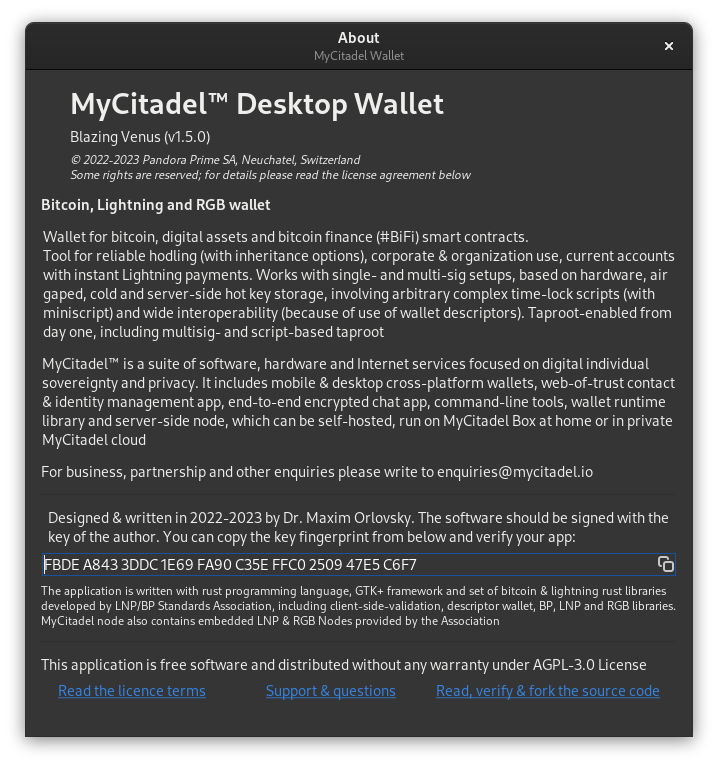 About
MyCitadel Wallet
MyCitadel™ Desktop Wallet
Blazing Venus (v1.5.0)
© 2022-2023 Pandora Prime SA, Neuchatel, Switzerland
Some rights are reserved; for details please read the license agreement below
Bitcoin, Lightning and RGB wallet
Wallet for bitcoin, digital assets and bitcoin finance (#BiFi) smart contracts.
Tool for reliable hodling (with inheritance options), corporate & organization use, current accounts
with instant Lightning payments. Works with single- and multi-sig setups, based on hardware, air
gaped, cold and server-side hot key storage, involving arbitrary complex time-lock scripts (with
miniscript) and wide interoperability (because of use of wallet descriptors). Taproot-enabled from
day one, including multisig- and script-based taproot
MyCitadel™ is a suite of software, hardware and Internet services focused on digital individual
sovereignty and privacy. It includes mobile & desktop cross-platform wallets, web-of-trust contact
& identity management app, end-to-end encrypted chat app, command-line tools, wallet runtime
library and server-side node, which can be self-hosted, run on MyCitadel Box at home or in private
MyCitadel cloud
For business, partnership and other enquiries please write to enquiries@mycitadel.io
Designed & written in 2022-2023 by Dr. Maxim Orlovsky. The software should be signed with the
key of the author. You can copy the key fingerprint from below and verify your app:
FBDE A843 3DDC 1E69 FA90 C35E FFC0 2509 47E5 C6F7
The application is written with rust programming language, GTK+ framework and set of bitcoin & lightning rust libraries
developed by LNP/BP Standards Association, including client-side-validation, descriptor wallet, BP, LNP and RGB libraries.
MyCitadel node also contains embedded LNP & RGB Nodes provided by the Association
This application is free software and distributed without any warranty under AGPL-3.0 License
Read the licence terms
Support & questions
Read, verify & fork the source code